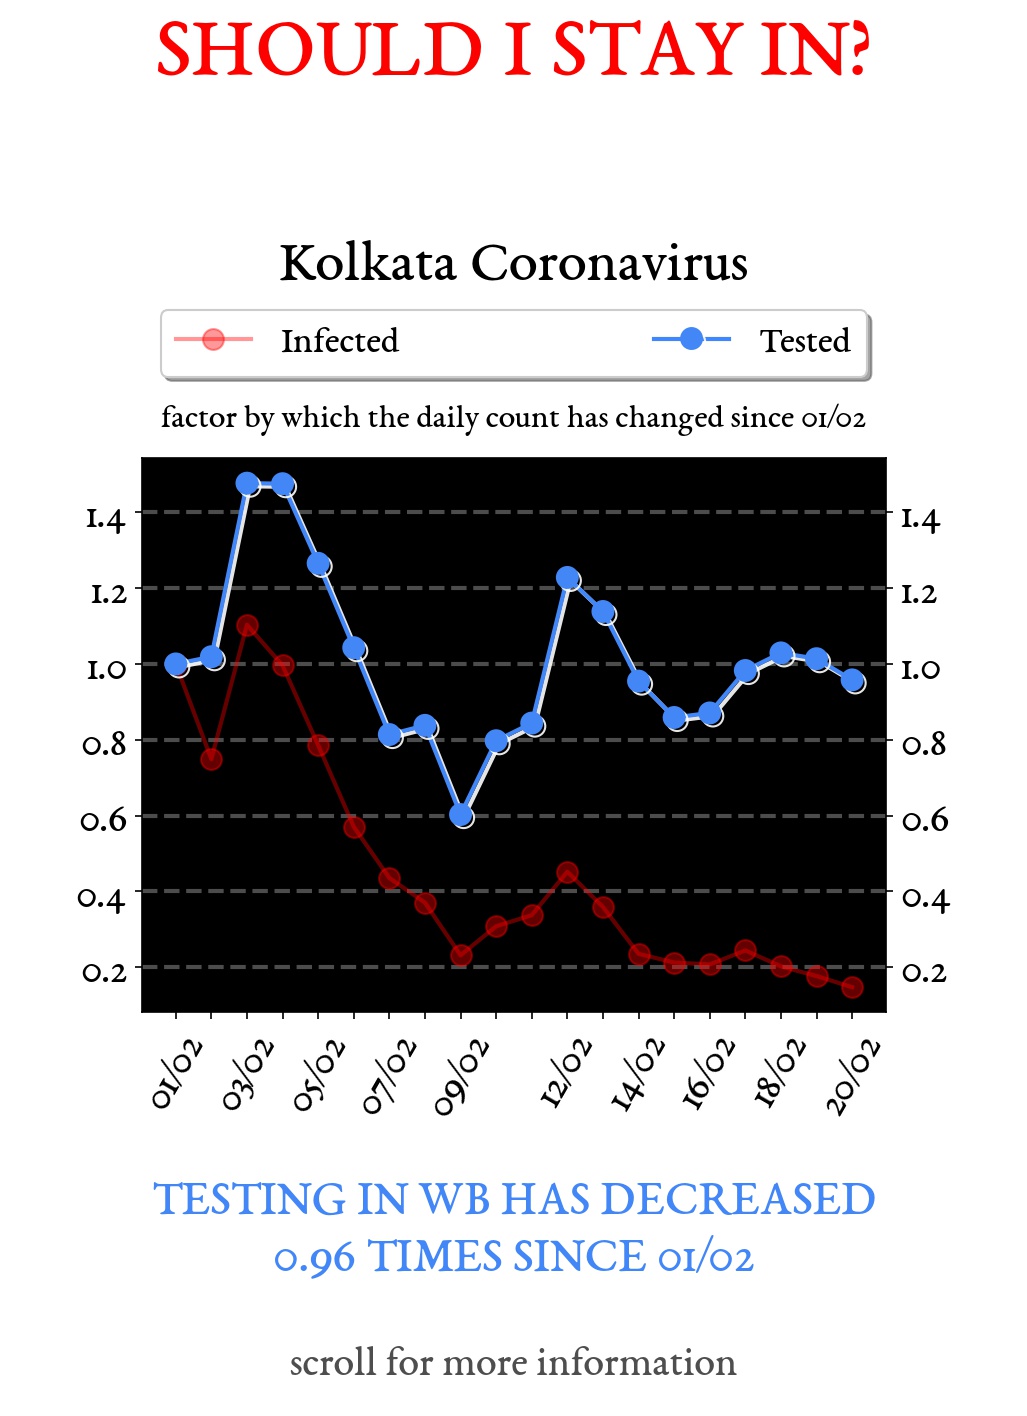 SHOULD I STAY IN?
Kolkata Coronavirus
Infected Tested
factor by which the daily count has changed since 01/02
1.4 1.4
1.2 1.2
1.0 1.0
0.8 0.8
0.6 0.6
0.4 0.4
0.2 0.2
01/02 03/02 05/02 07/02 09/02 12/02 14/02 16/02 18/02 20/02
TESTING IN WB HAS DECREASED
0.96 TIMES SINCE 01/02
scroll for more information